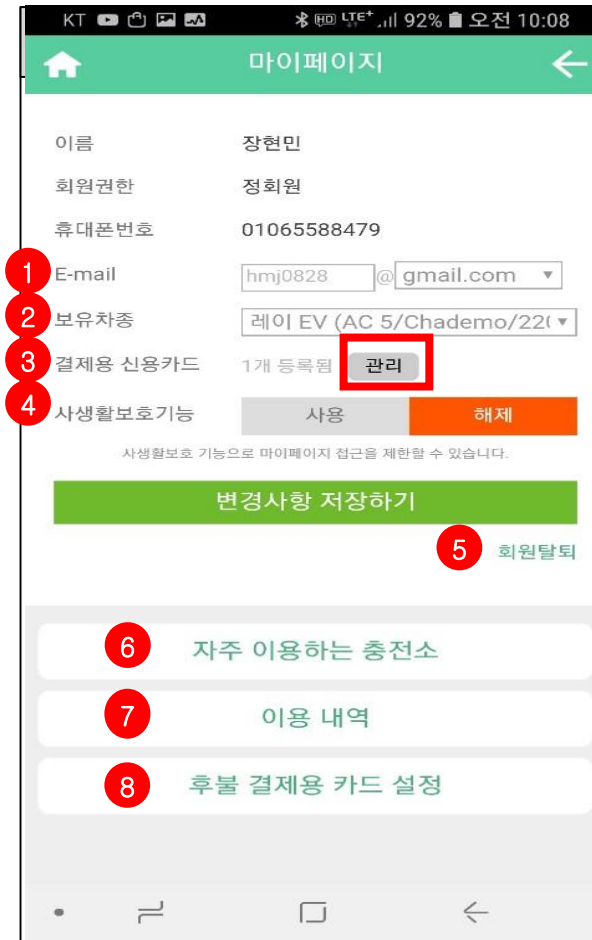 KT HD LTE+ 92% 오전 10:08
마이페이지
이름 장현민
회원권한 정회원
휴대폰번호 01065588479
1 E-mail hmj0828 @ gmail.com
2 보유차종 레이 EV (AC 5/Chademo/22(
3 결제용 신용카드 1개 등록됨 관리
4 사생활보호기능 사용 해제
사생활보호 기능으로 마이페이지 접근을 제한할 수 있습니다.
변경사항 저장하기
5 회원탈퇴
6 자주 이용하는 충전소
7 이용 내역
8 후불 결제용 카드 설정